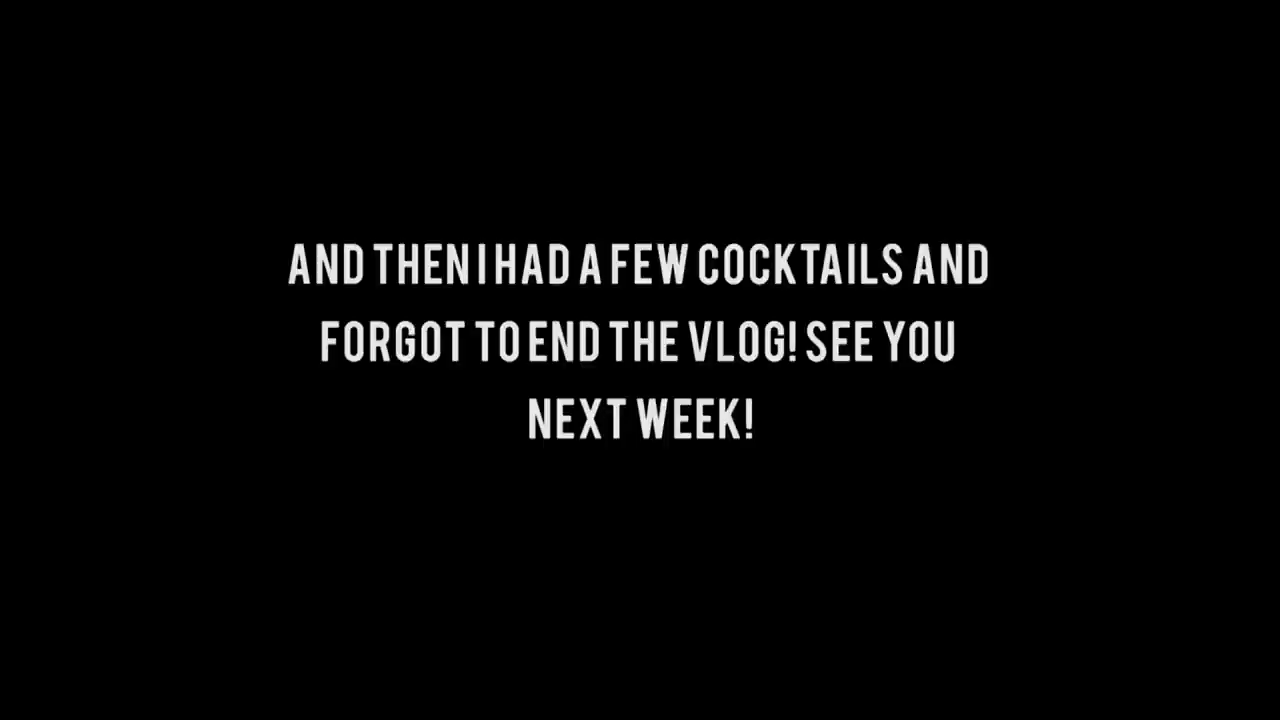 AND THEN I HAD A FEW COCKTAILS AND
FORGOT TO END THE VLOG! SEE YOU
NEXT WEEK!